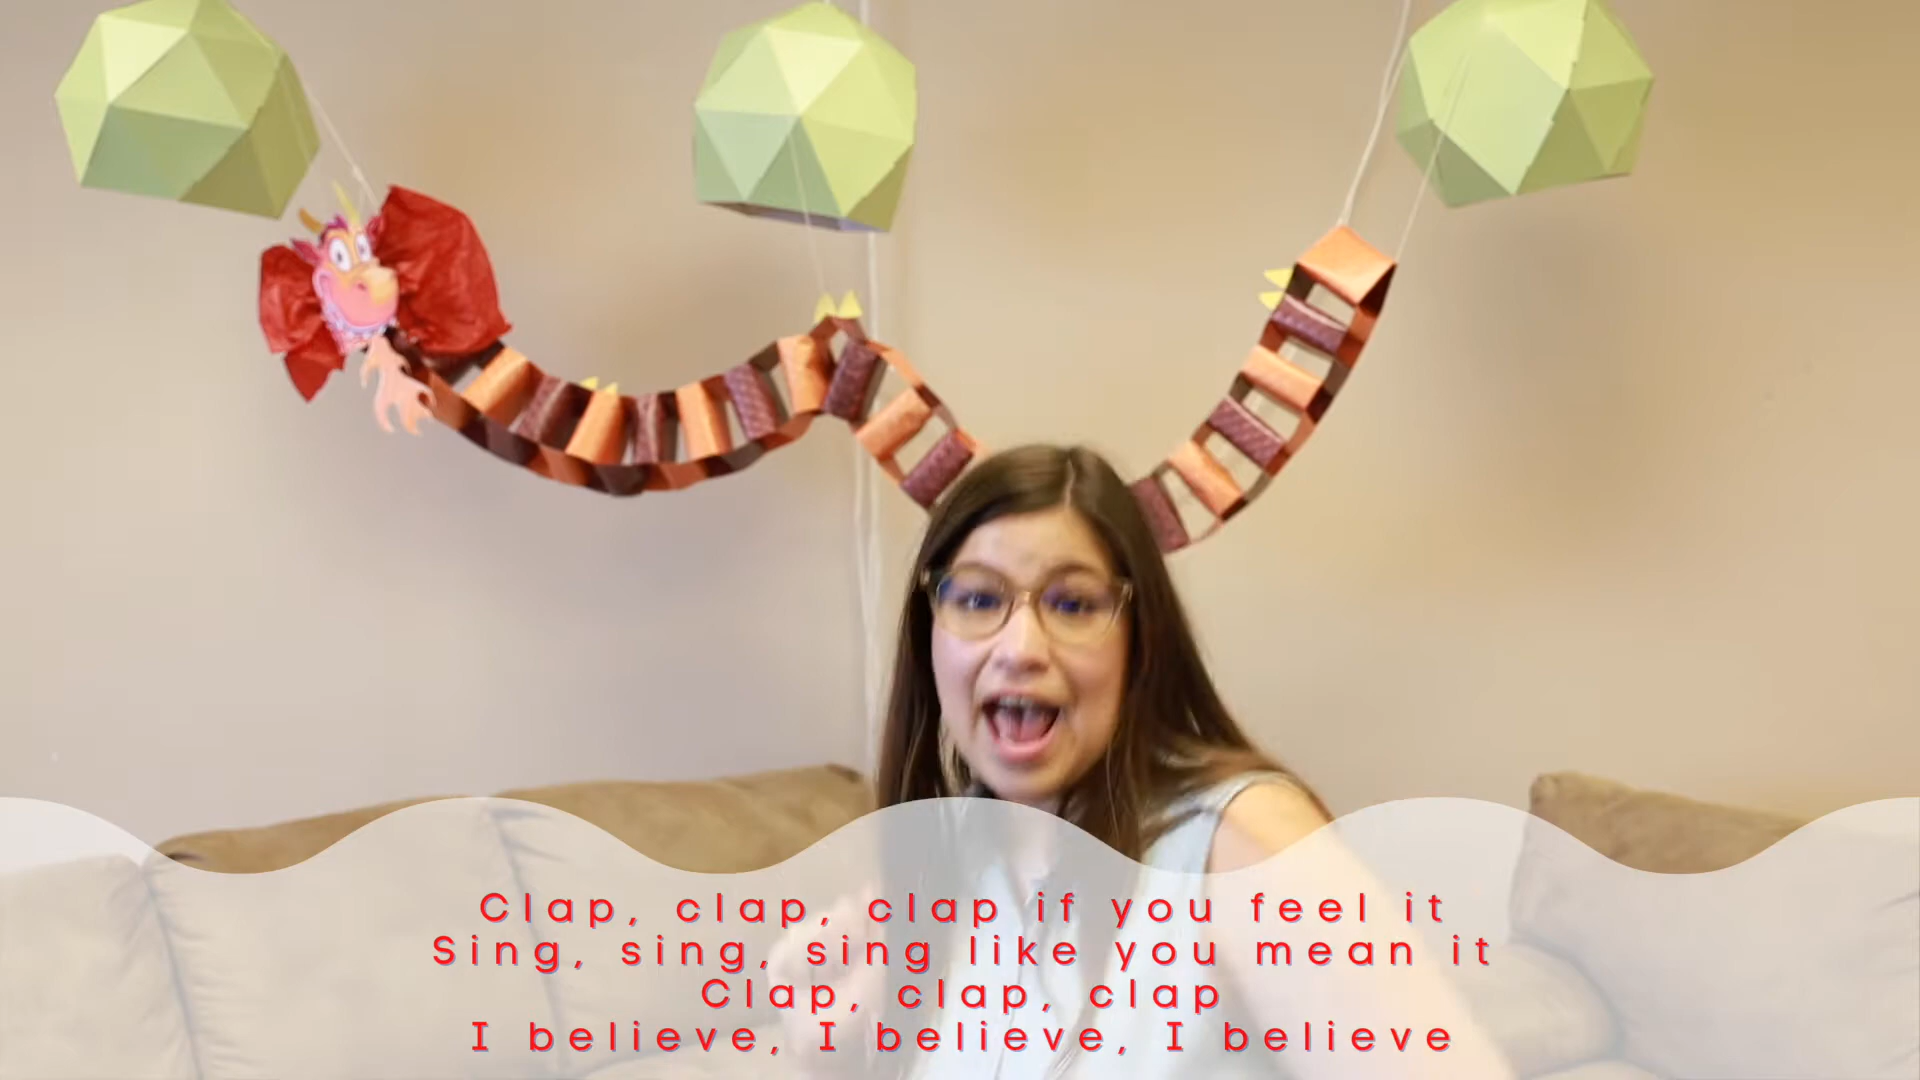 Clap, clap, clap if you feel it
Sing, sing, sing like you mean it
Clap, clap, clap
I believe, I believe, I believe